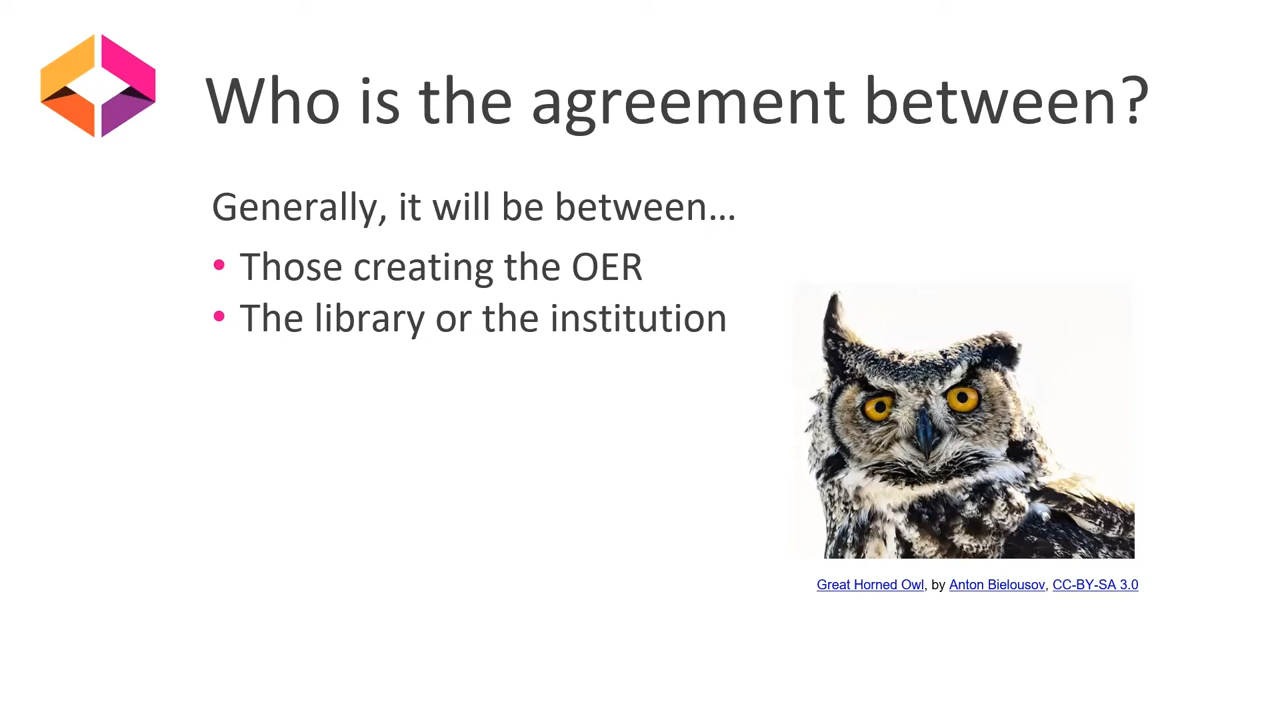 Who is the agreement between?
Generally, it will be between…
• Those creating the OER
• The library or the institution
Great Horned Owl, by Anton Bielousov, CC-BY-SA 3.0